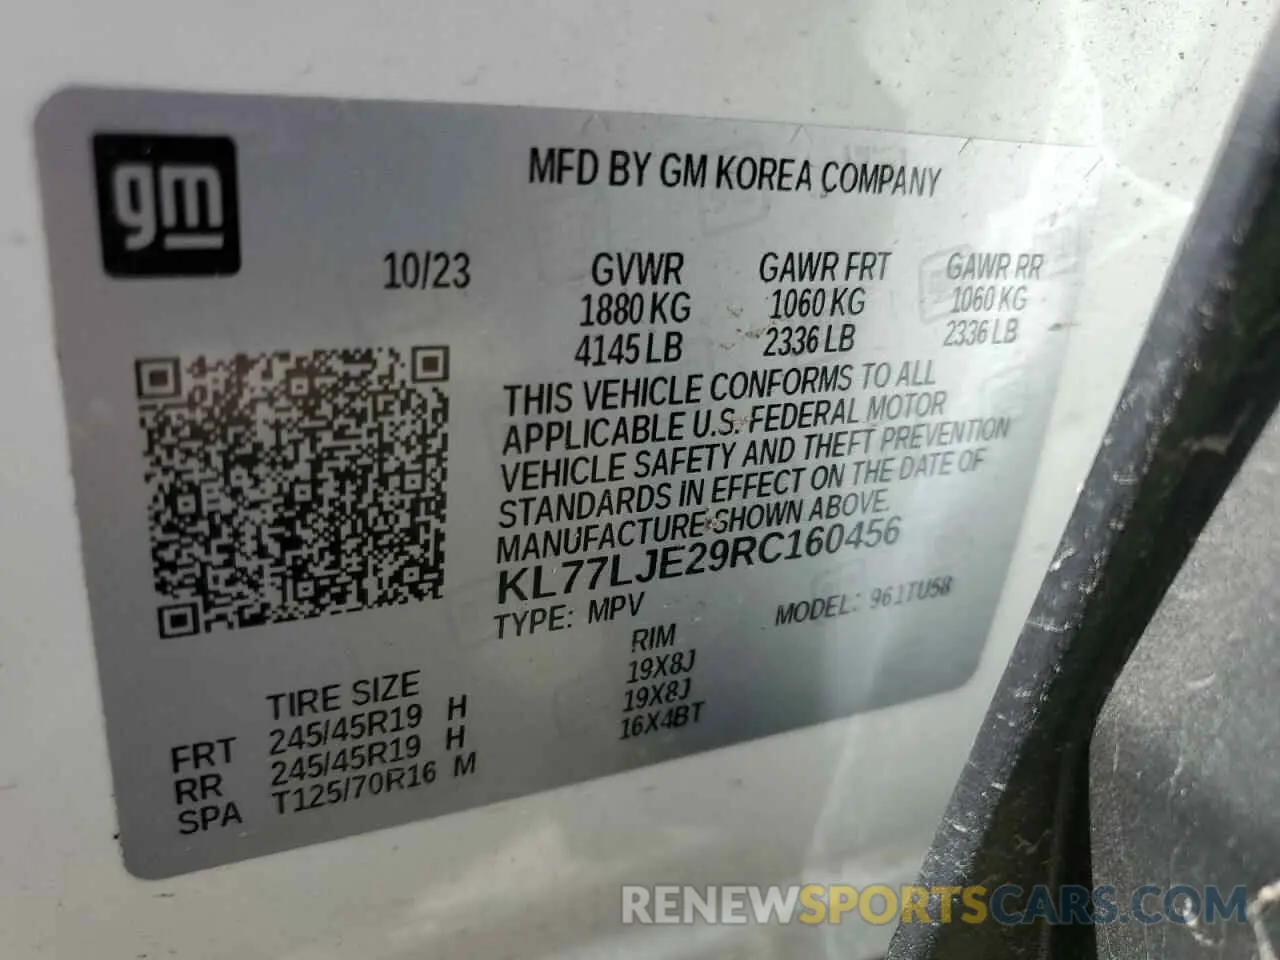 gm
MFD BY GM KOREA COMPANY
10/23 GVWR GAWR FRT GAWR RR
1880 KG 1060 KG 1060 KG
4145 LB 2336 LB 2336 LB
THIS VEHICLE CONFORMS TO ALL
APPLICABLE U.S. FEDERAL MOTOR
VEHICLE SAFETY AND THEFT PREVENTION
STANDARDS IN EFFECT ON THE DATE OF
MANUFACTURE SHOWN ABOVE.
KL77LJE29RC160456
TYPE: MPV MODEL: 961TU58
TIRE SIZE RIM
FRT 245/45R19 H 19X8J
RR 245/45R19 H 19X8J
SPA T125/70R16 M 16X4BT
RENEWSPORTSCARS.COM